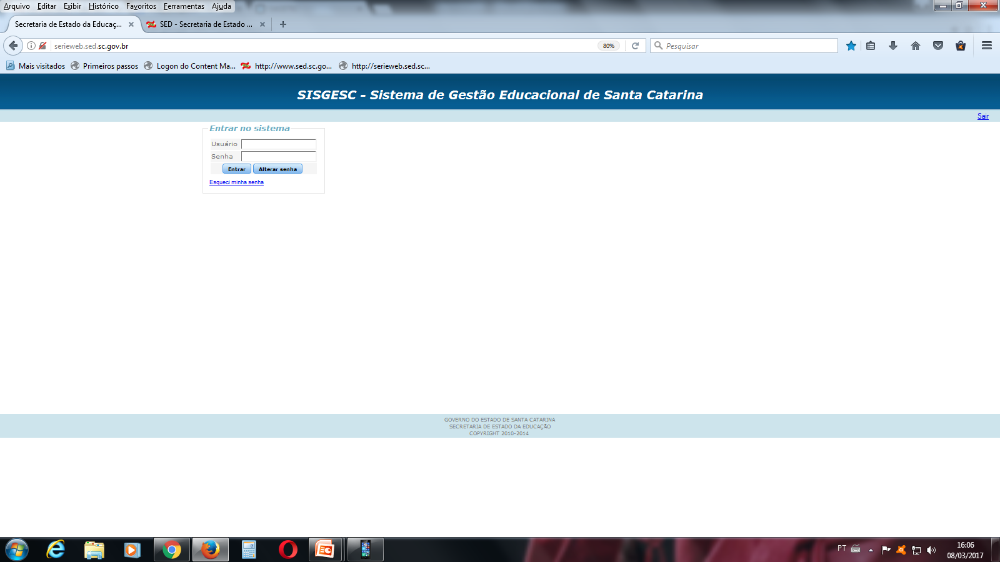 Arquivo Editar Exibir Histórico Favoritos Ferramentas Ajuda
Secretaria de Estado da Educaç... SED - Secretaria de Estado ...
serieweb.sed.sc.gov.br 80% Pesquisar
Mais visitados Primeiros passos Logon do Content Ma... http://www.sed.sc.go... http://serieweb.sed.sc...
SISGESC - Sistema de Gestão Educacional de Santa Catarina
Sair
Entrar no sistema
Usuário
Senha
Entrar Alterar senha
Esqueci minha senha
GOVERNO DO ESTADO DE SANTA CATARINA
SECRETARIA DE ESTADO DA EDUCAÇÃO
COPYRIGHT 2010-2014
PT 16:06
08/03/2017